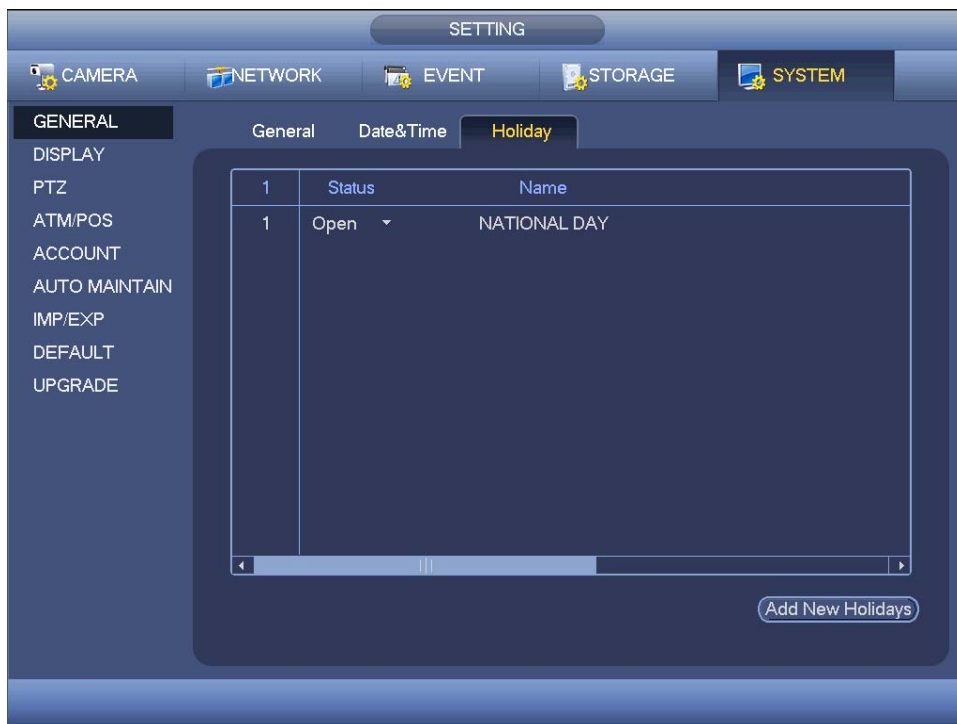 SETTING
CAMERA NETWORK EVENT STORAGE SYSTEM
GENERAL
DISPLAY
PTZ
ATM/POS
ACCOUNT
AUTO MAINTAIN
IMP/EXP
DEFAULT
UPGRADE
General Date&Time Holiday
1 Status Name
1 Open NATIONAL DAY
Add New Holidays